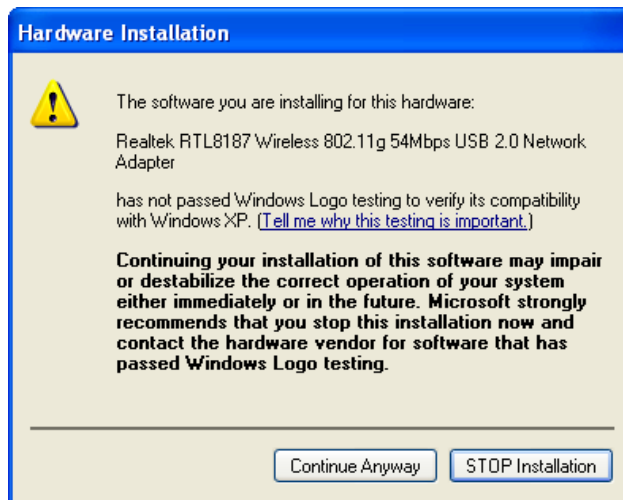 Hardware Installation
The software you are installing for this hardware:
Realtek RTL8187 Wireless 802.11g 54Mbps USB 2.0 Network
Adapter
has not passed Windows Logo testing to verify its compatibility
with Windows XP. (Tell me why this testing is important.)
Continuing your installation of this software may impair
or destabilize the correct operation of your system
either immediately or in the future. Microsoft strongly
recommends that you stop this installation now and
contact the hardware vendor for software that has
passed Windows Logo testing.
Continue Anyway
STOP Installation